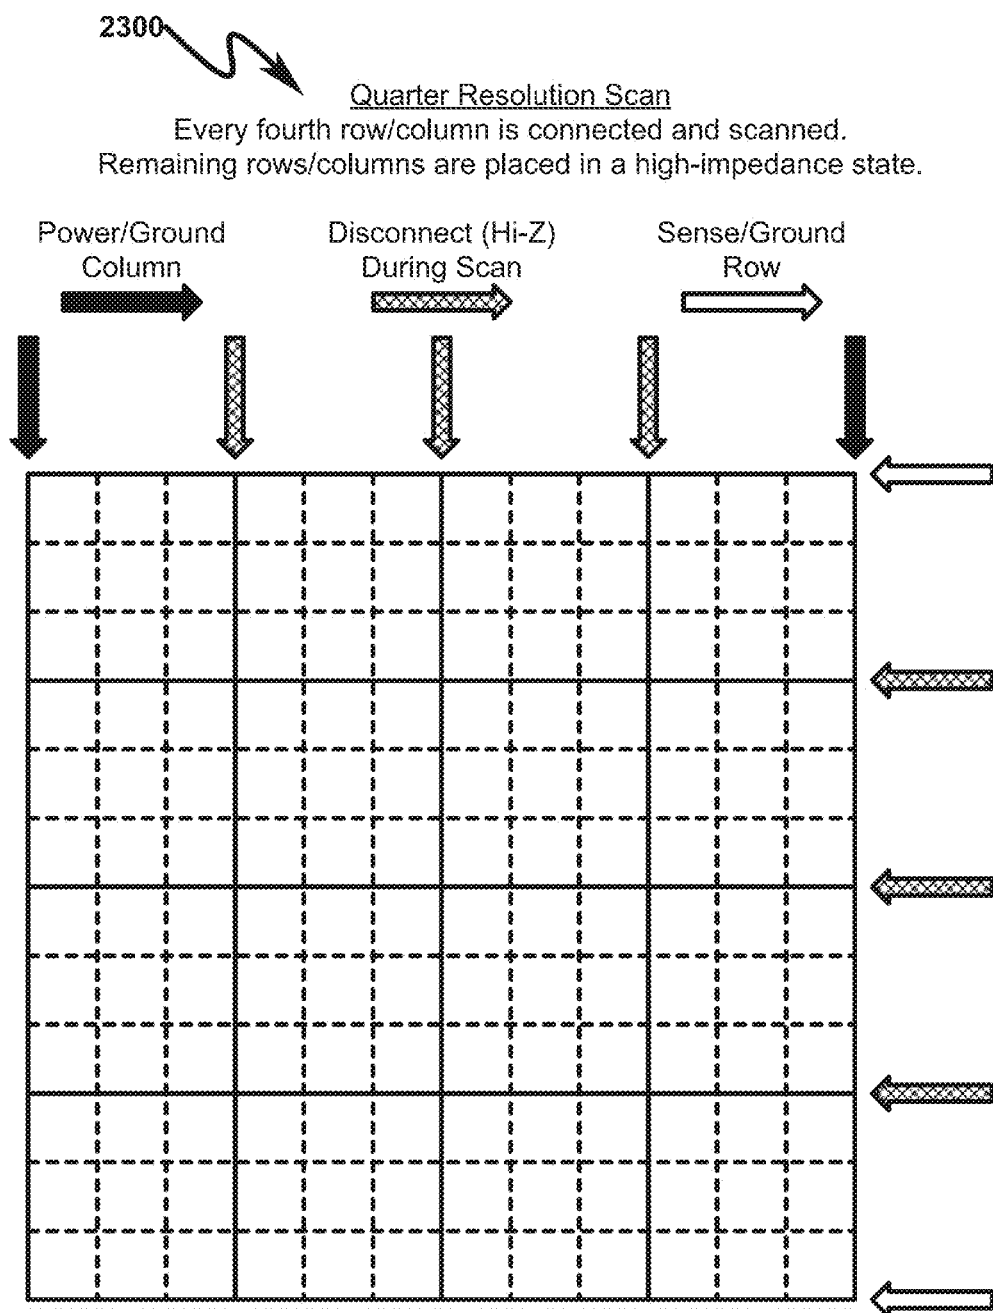 2300
Quarter Resolution Scan
Every fourth row/column is connected and scanned.
Remaining rows/columns are placed in a high-impedance state.
Power/Ground
Column
Disconnect (Hi-Z)
During Scan
Sense/Ground
Row